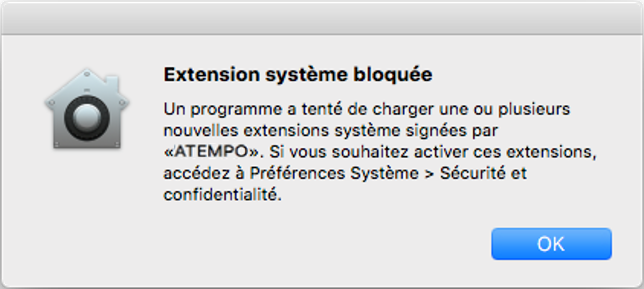 Extension système bloquée
Un programme a tenté de charger une ou plusieurs
nouvelles extensions système signées par
«ATEMPO». Si vous souhaitez activer ces extensions,
accédez à Préférences Système > Sécurité et
confidentialité.
OK